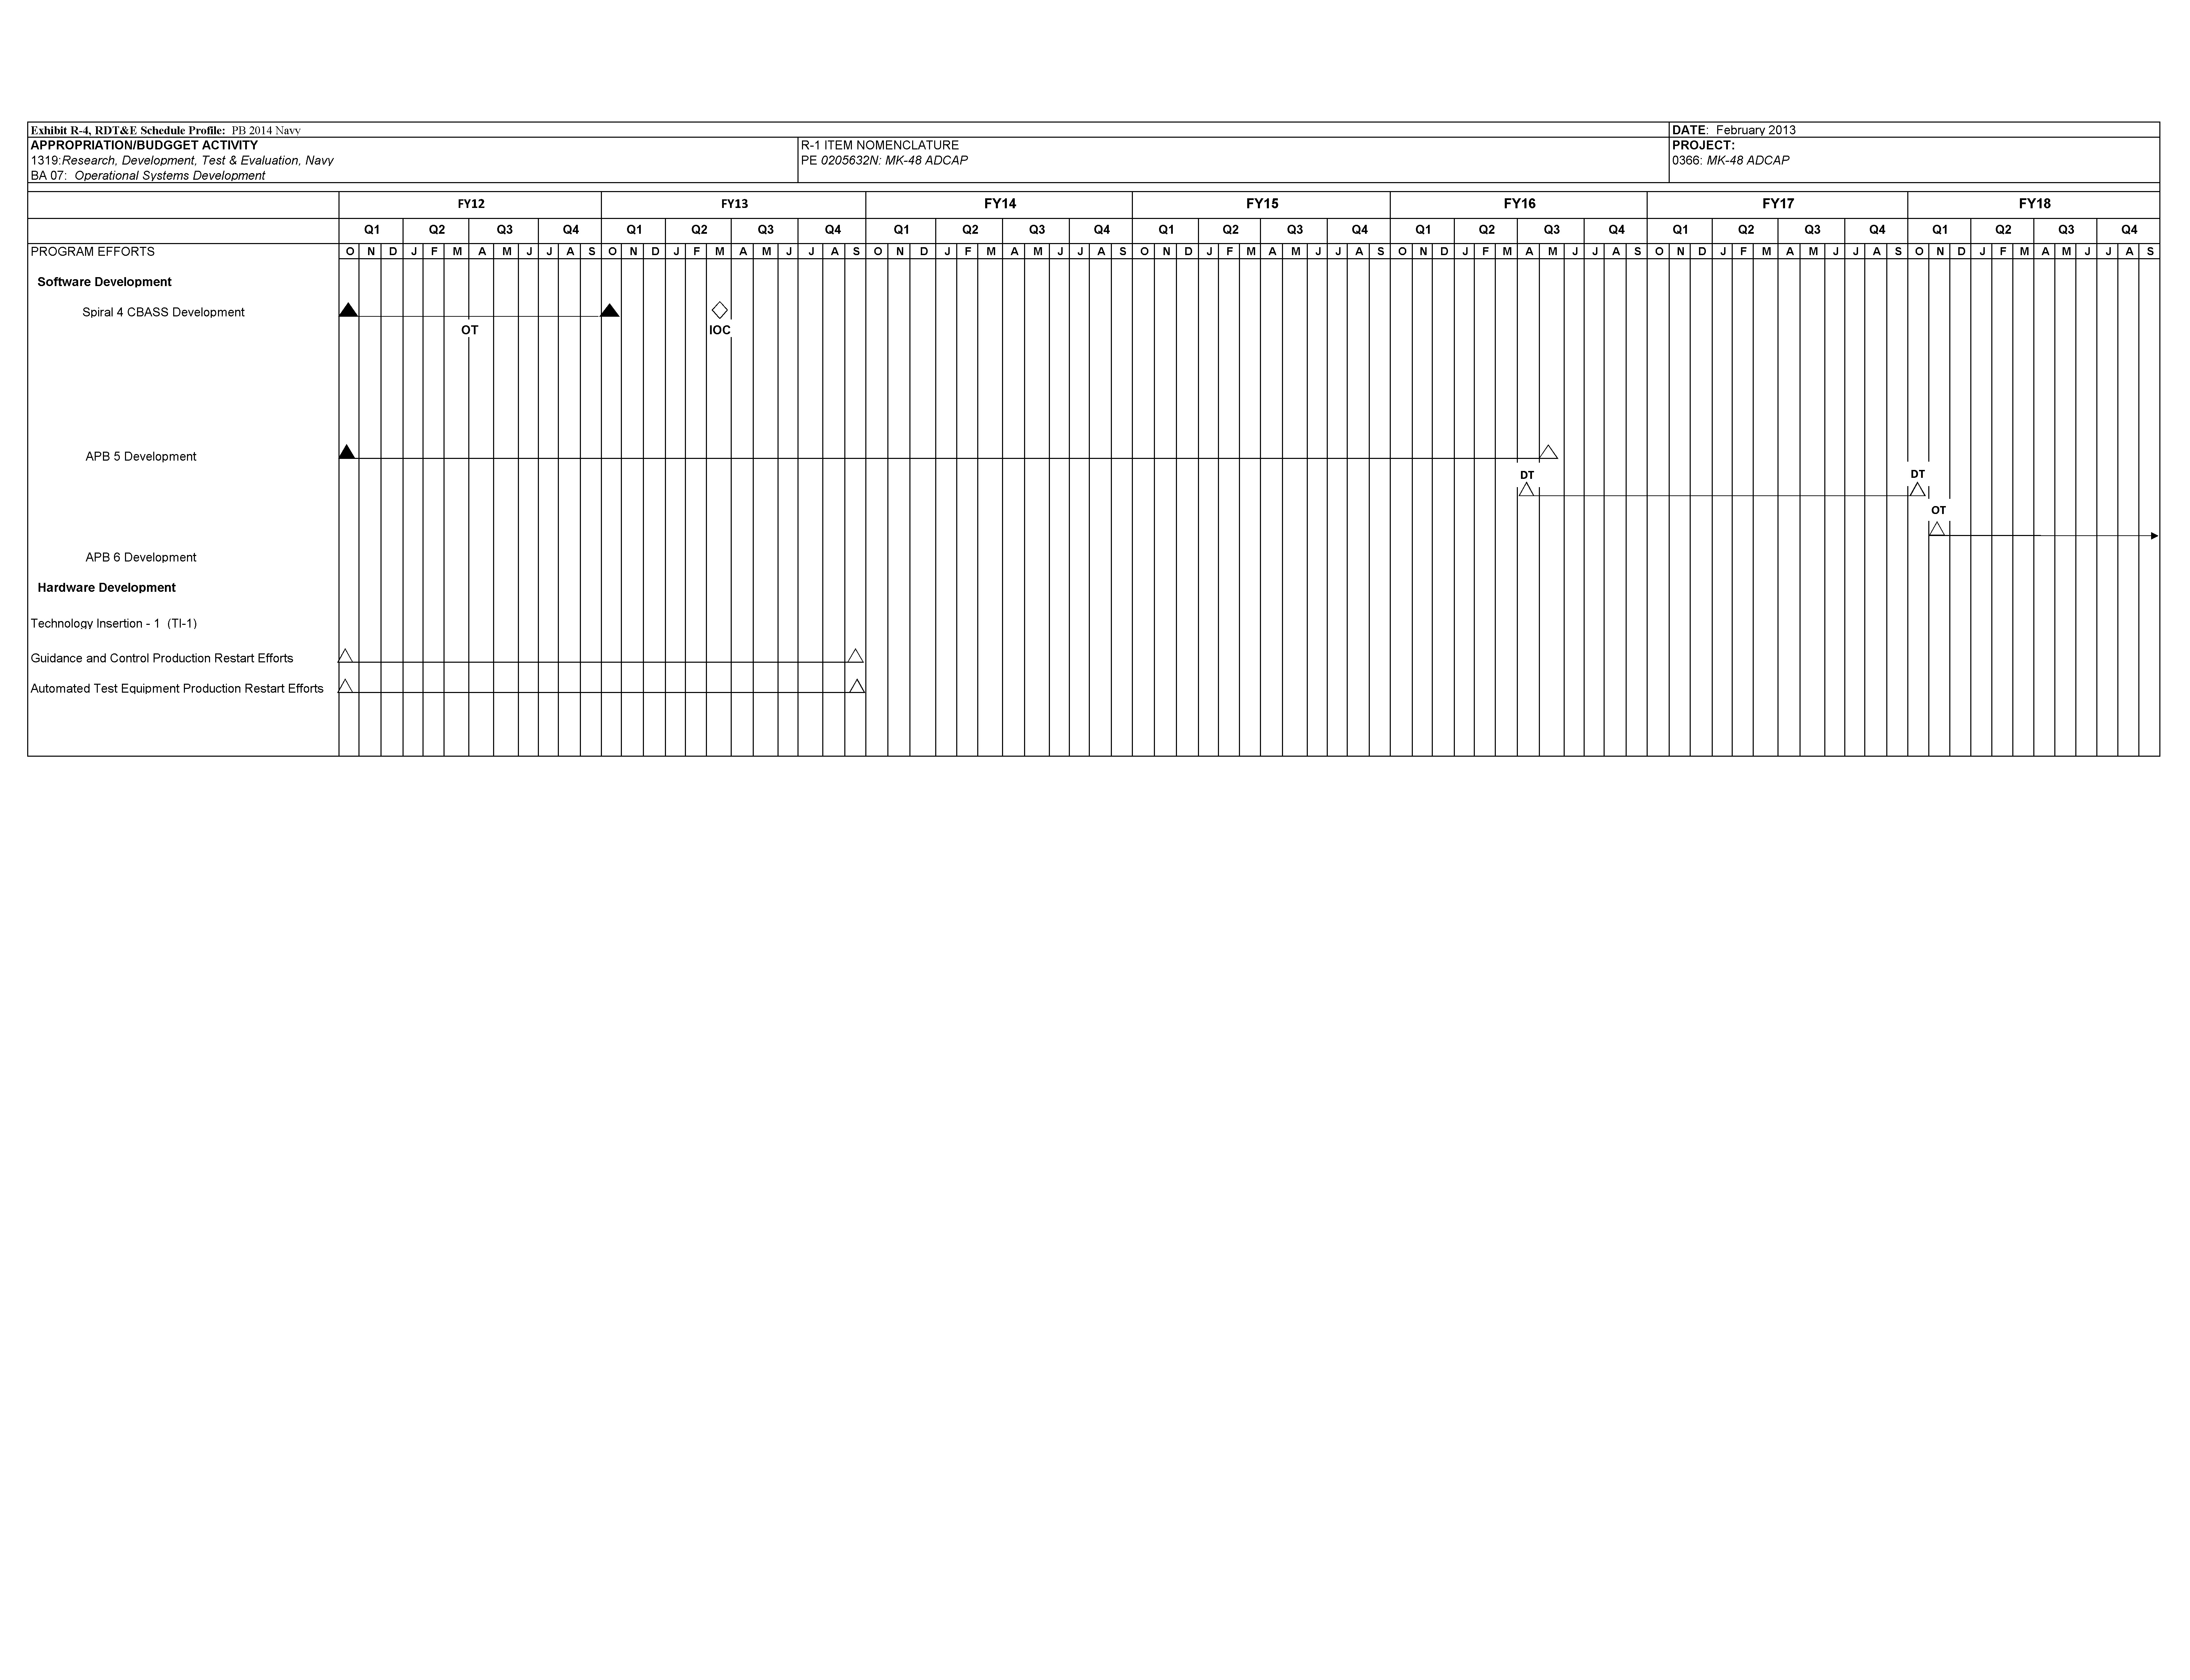 Exhibit R-4, RDT&E Schedule Profile: PB 2014 Navy
DATE: February 2013
APPROPRIATION/BUDGGET ACTIVITY
R-1 ITEM NOMENCLATURE
PROJECT:
1319:Research, Development, Test & Evaluation, Navy
PE 0205632N: MK-48 ADCAP
0366: MK-48 ADCAP
BA 07: Operational Systems Development
FY12 FY13 FY14 FY15 FY16 FY17 FY18
Q1 Q2 Q3 Q4 Q1 Q2 Q3 Q4 Q1 Q2 Q3 Q4 Q1 Q2 Q3 Q4 Q1 Q2 Q3 Q4 Q1 Q2 Q3 Q4 Q1 Q2 Q3 Q4
PROGRAM EFFORTS O N D J F M A M J J A S O N D J F M A M J J A S O N D J F M A M J J A S O N D J F M A M J J A S O N D J F M A M J J A S O N D J F M A M J J A S O N D J F M A M J J A S
Software Development
Spiral 4 CBASS Development
OT IOC
APB 5 Development
DT DT
OT
APB 6 Development
Hardware Development
Technology Insertion - 1 (TI-1)
Guidance and Control Production Restart Efforts
Automated Test Equipment Production Restart Efforts